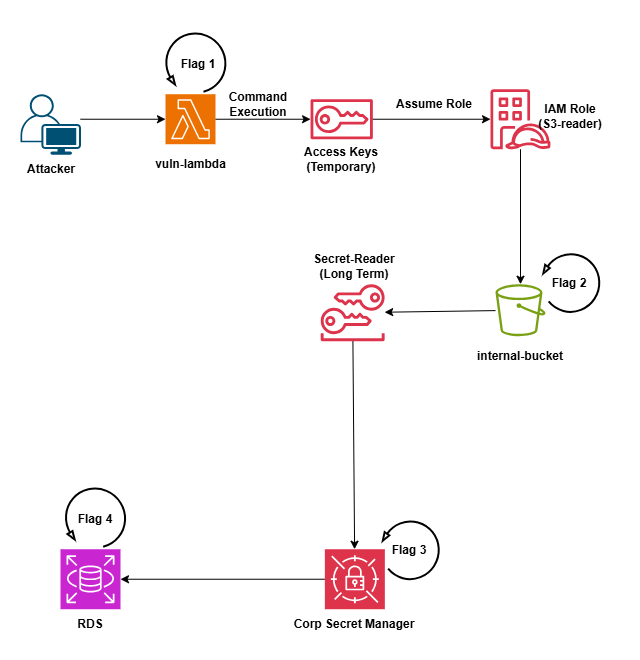 Flag 1
Attacker
vuln-lambda
Command
Execution
Access Keys
(Temporary)
Assume Role
IAM Role
(S3-reader)
Flag 2
internal-bucket
Secret-Reader
(Long Term)
Flag 3
Corp Secret Manager
Flag 4
RDS